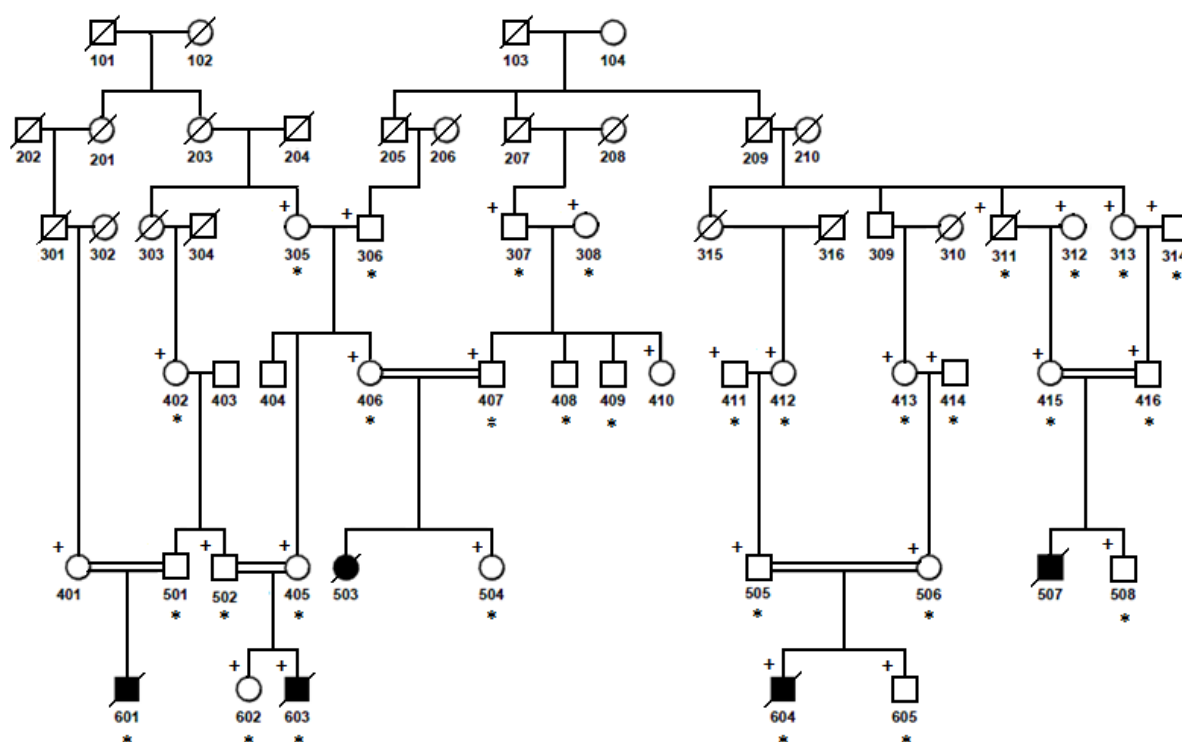 101 102 103 104
202 201 203 204 205 206 207 208 209 210
+ + + + + + +
301 302 303 304 305 306 307 308 315 316 309 310 311 312 313 314
* * * * * * * *
+ + + + + + + + + + +
402 403 404 406 407 408 409 410 411 412 413 414 415 416
* * * * * * * * * * *
+ + + + + + +
401 501 502 405 503 504 505 506 507 508
* * * * * * *
+ + + +
601 602 603 604 605
* * * * *